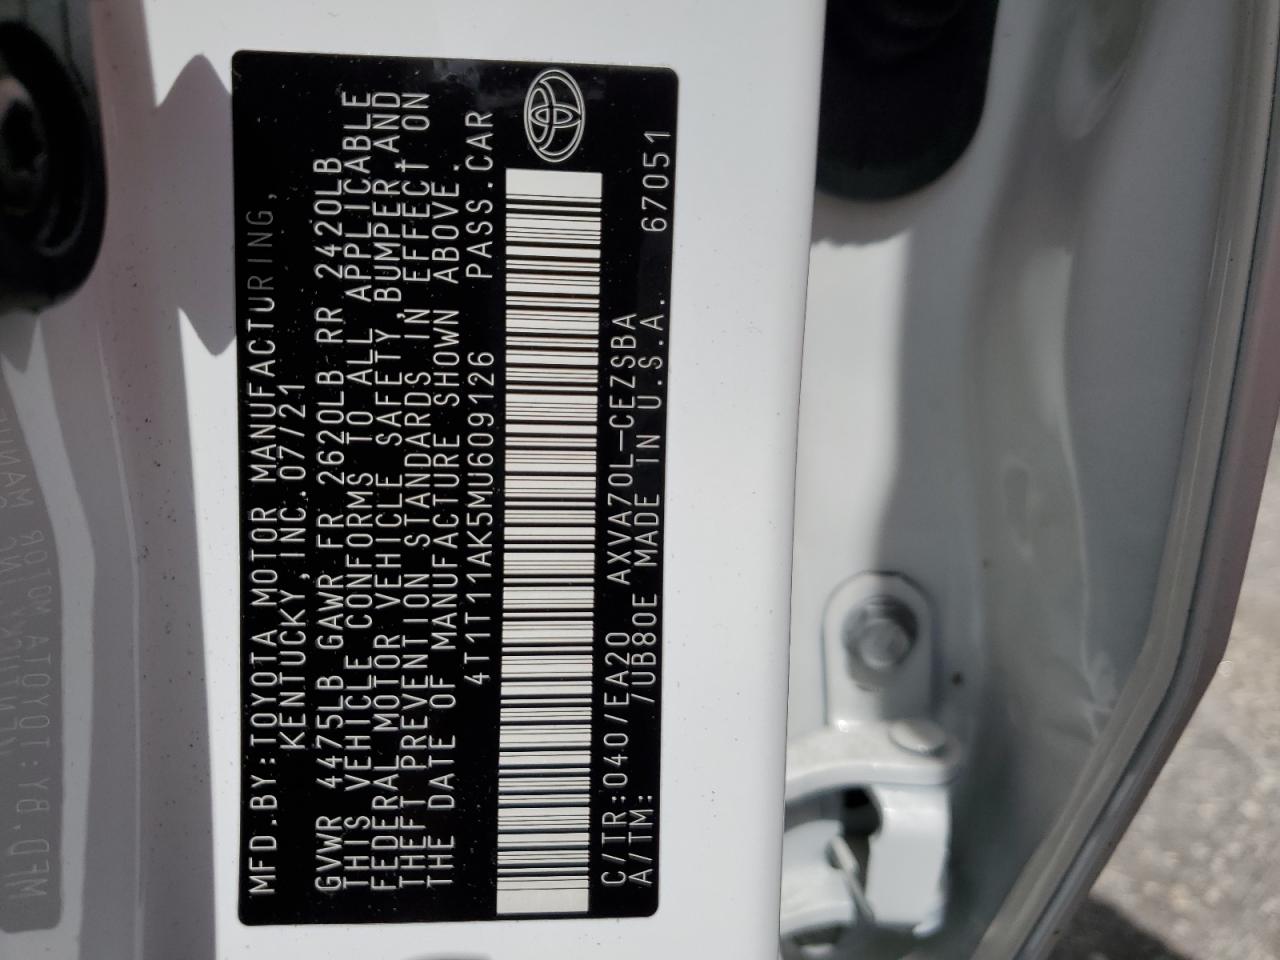 MFD.BY:TOYOTA MOTOR MANUFACTURING,
KENTUCKY,INC.07/21
GVWR 4475LB GAWR FR 2620LB RR 2420LB
THIS VEHICLE CONFORMS TO ALL APPLICABLE
FEDERAL MOTOR VEHICLE SAFETY,BUMPER AND
THEFT PREVENTION STANDARDS IN EFFECT ON
THE DATE OF MANUFACTURE SHOWN ABOVE.
4T1T11AK5MU609126 PASS.CAR
C/TR:040/EA20 AXVA70L-CEZSBA 67051
A/TM: /UB80E MADE IN U.S.A.